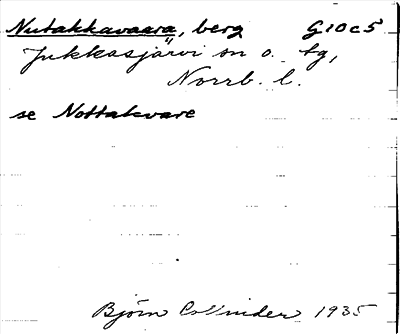 Nutakkavaara, berg G10c5
Jukkasjärvi sn o. tg,
Norrb. l.
se Nottakvare
Björn Collinder 1935